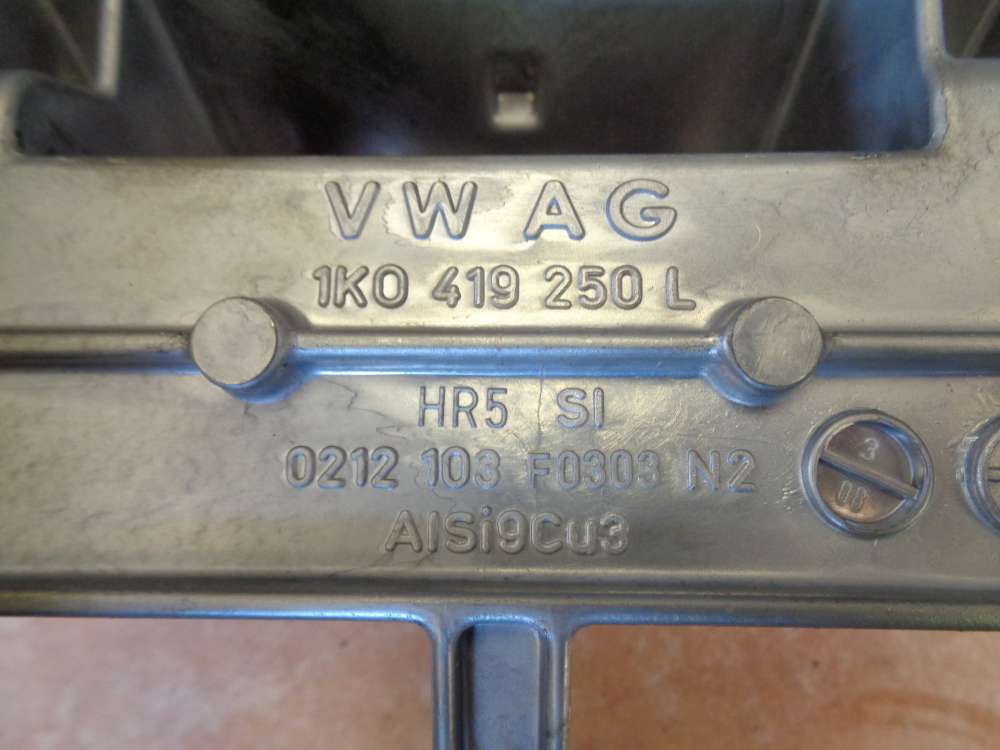 VW AG
1K0 419 250 L
HR5 SI
0212 103 F0303 N2
AlSi9Cu3
3
08